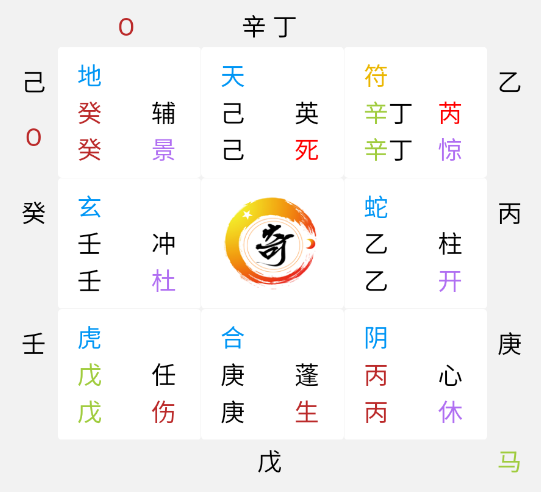 O 辛 丁
己 乙
O
地 天 符
癸 辅 己 英 辛丁 芮
癸 景 己 死 辛丁 惊
癸 丙
玄 奇 蛇
壬 冲 乙 柱
壬 杜 乙 开
壬 庚
虎 合 阴
戊 任 庚 蓬 丙 心
戊 伤 庚 生 丙 休
戊 马